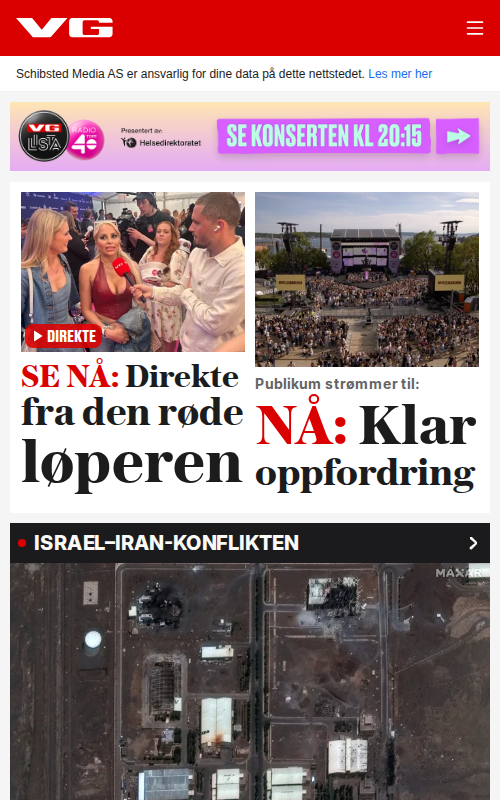 VG
Schibsted Media AS er ansvarlig for dine data på dette nettstedet. Les mer her
VG
LISTA
RADIO
TOPP
40
Presentert av:
Helsedirektoratet
SE KONSERTEN KL 20:15
DIREKTE
SE NÅ: Direkte
fra den røde
løperen
Publikum strømmer til:
NÅ: Klar
oppfordring
ISRAEL–IRAN-KONFLIKTEN
MAXAR